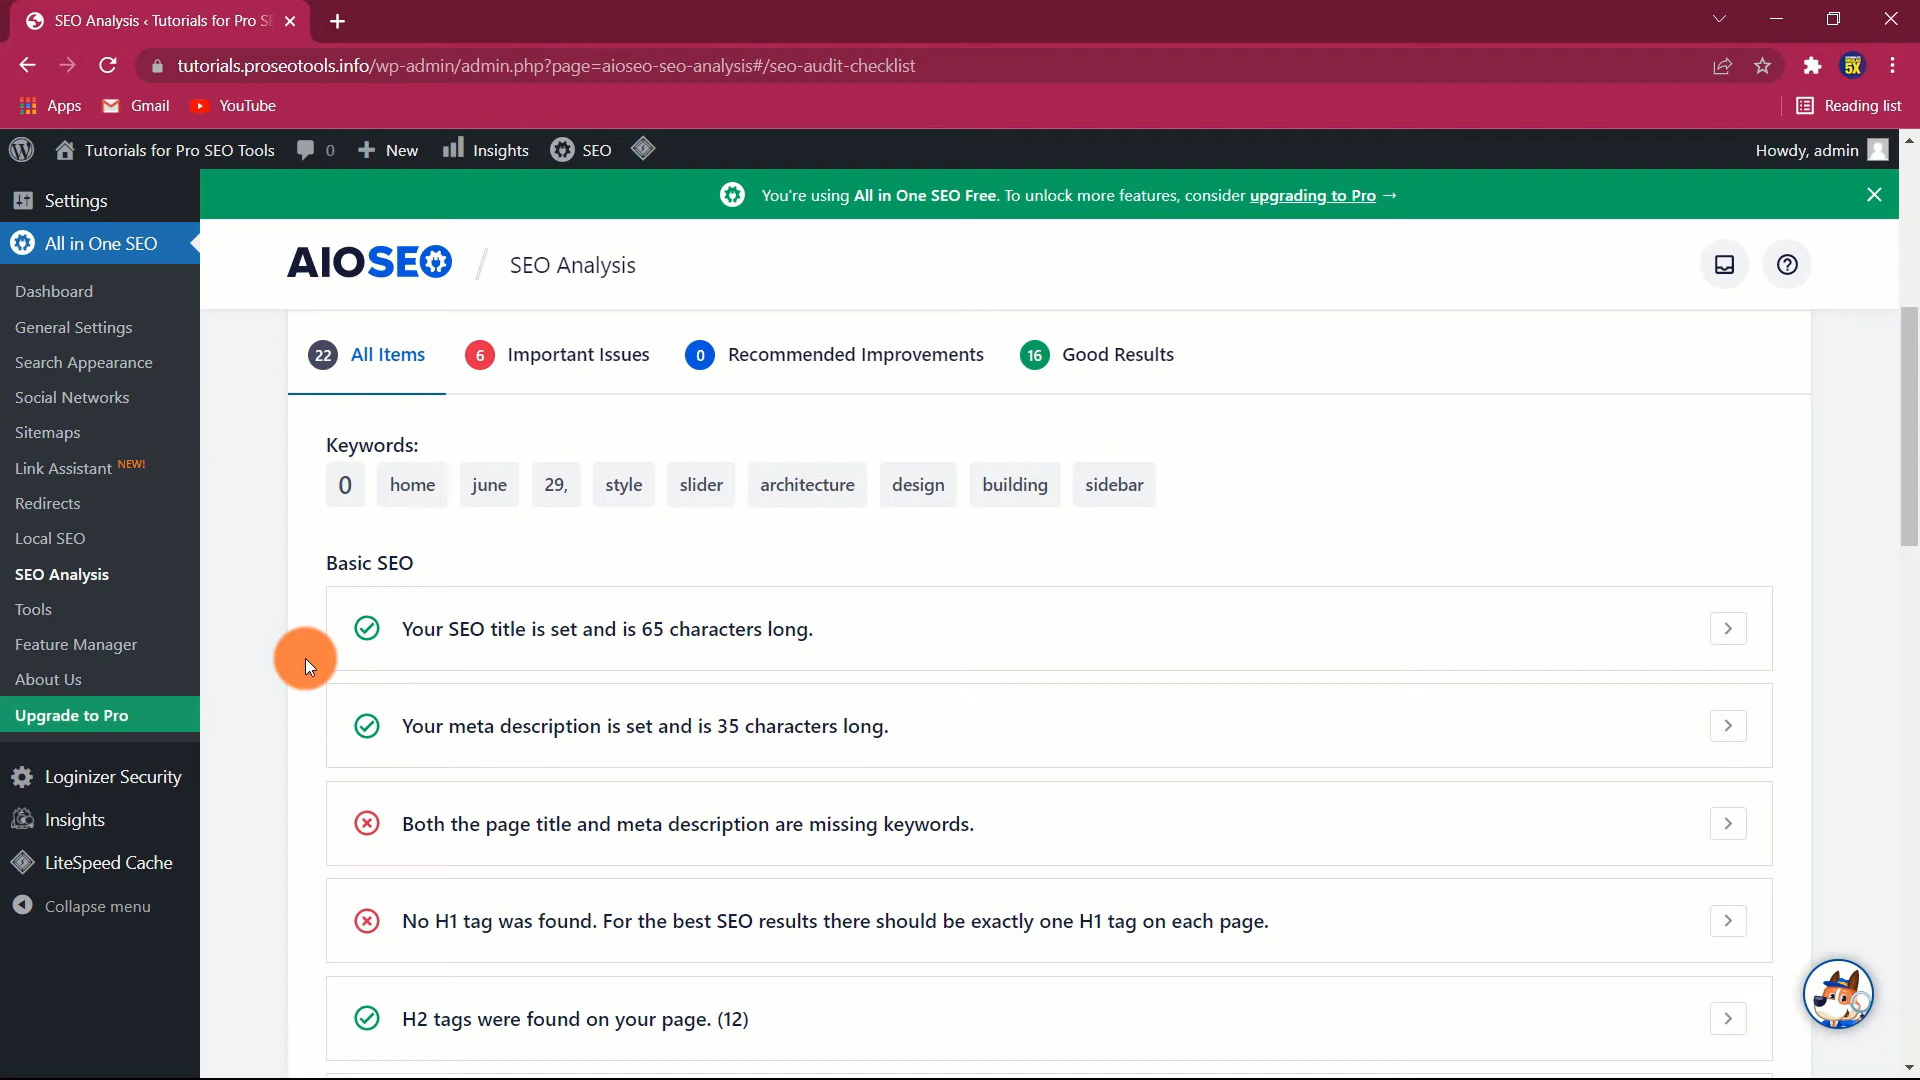 SEO Analysis ‹ Tutorials for Pro SE
tutorials.proseotools.info/wp-admin/admin.php?page=aioseo-seo-analysis#/seo-audit-checklist
5X
Apps
Gmail
YouTube
Reading list
Tutorials for Pro SEO Tools
0
New
Insights
SEO
Howdy, admin
Settings
All in One SEO
Dashboard
General Settings
Search Appearance
Social Networks
Sitemaps
Link Assistant NEW!
Redirects
Local SEO
SEO Analysis
Tools
Feature Manager
About Us
Upgrade to Pro
Loginizer Security
Insights
LiteSpeed Cache
Collapse menu
You're using All in One SEO Free. To unlock more features, consider upgrading to Pro →
AIOSEO / SEO Analysis
22 All Items
6 Important Issues
0 Recommended Improvements
16 Good Results
Keywords:
0 home june 29, style slider architecture design building sidebar
Basic SEO
Your SEO title is set and is 65 characters long.
Your meta description is set and is 35 characters long.
Both the page title and meta description are missing keywords.
No H1 tag was found. For the best SEO results there should be exactly one H1 tag on each page.
H2 tags were found on your page. (12)